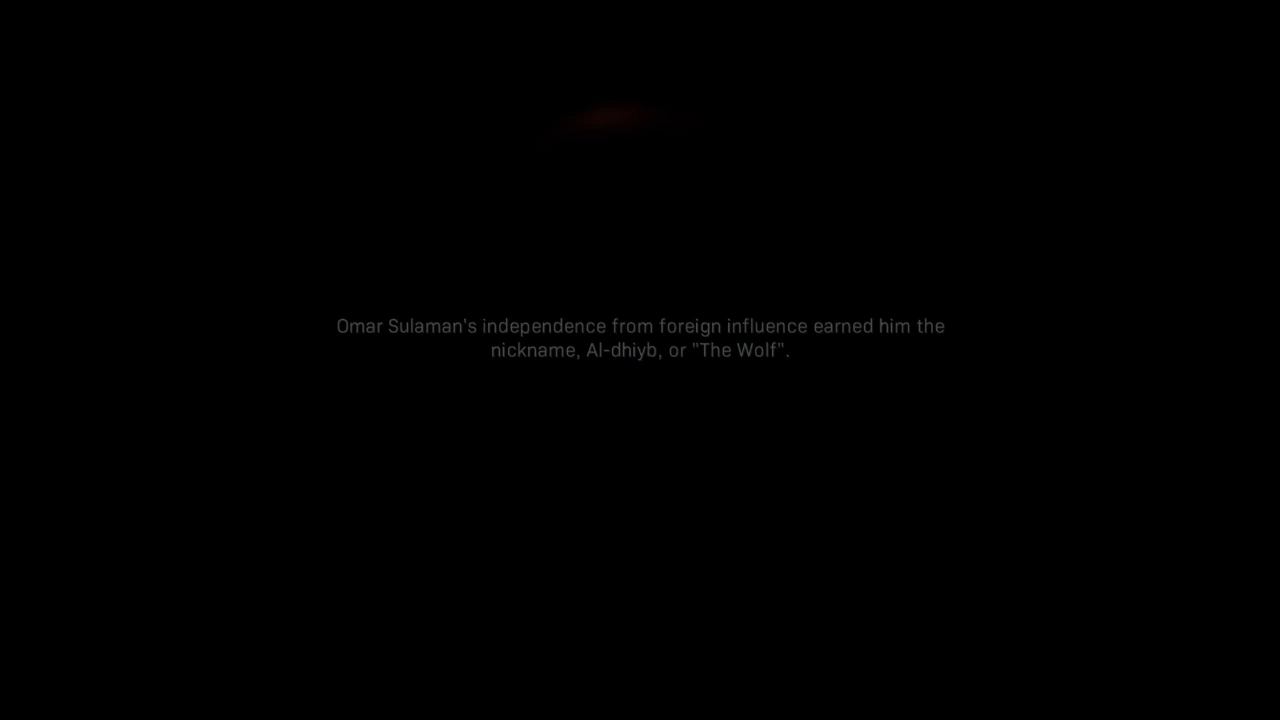 Omar Sulaman's independence from foreign influence earned him the
nickname, Al-dhiyb, or "The Wolf".